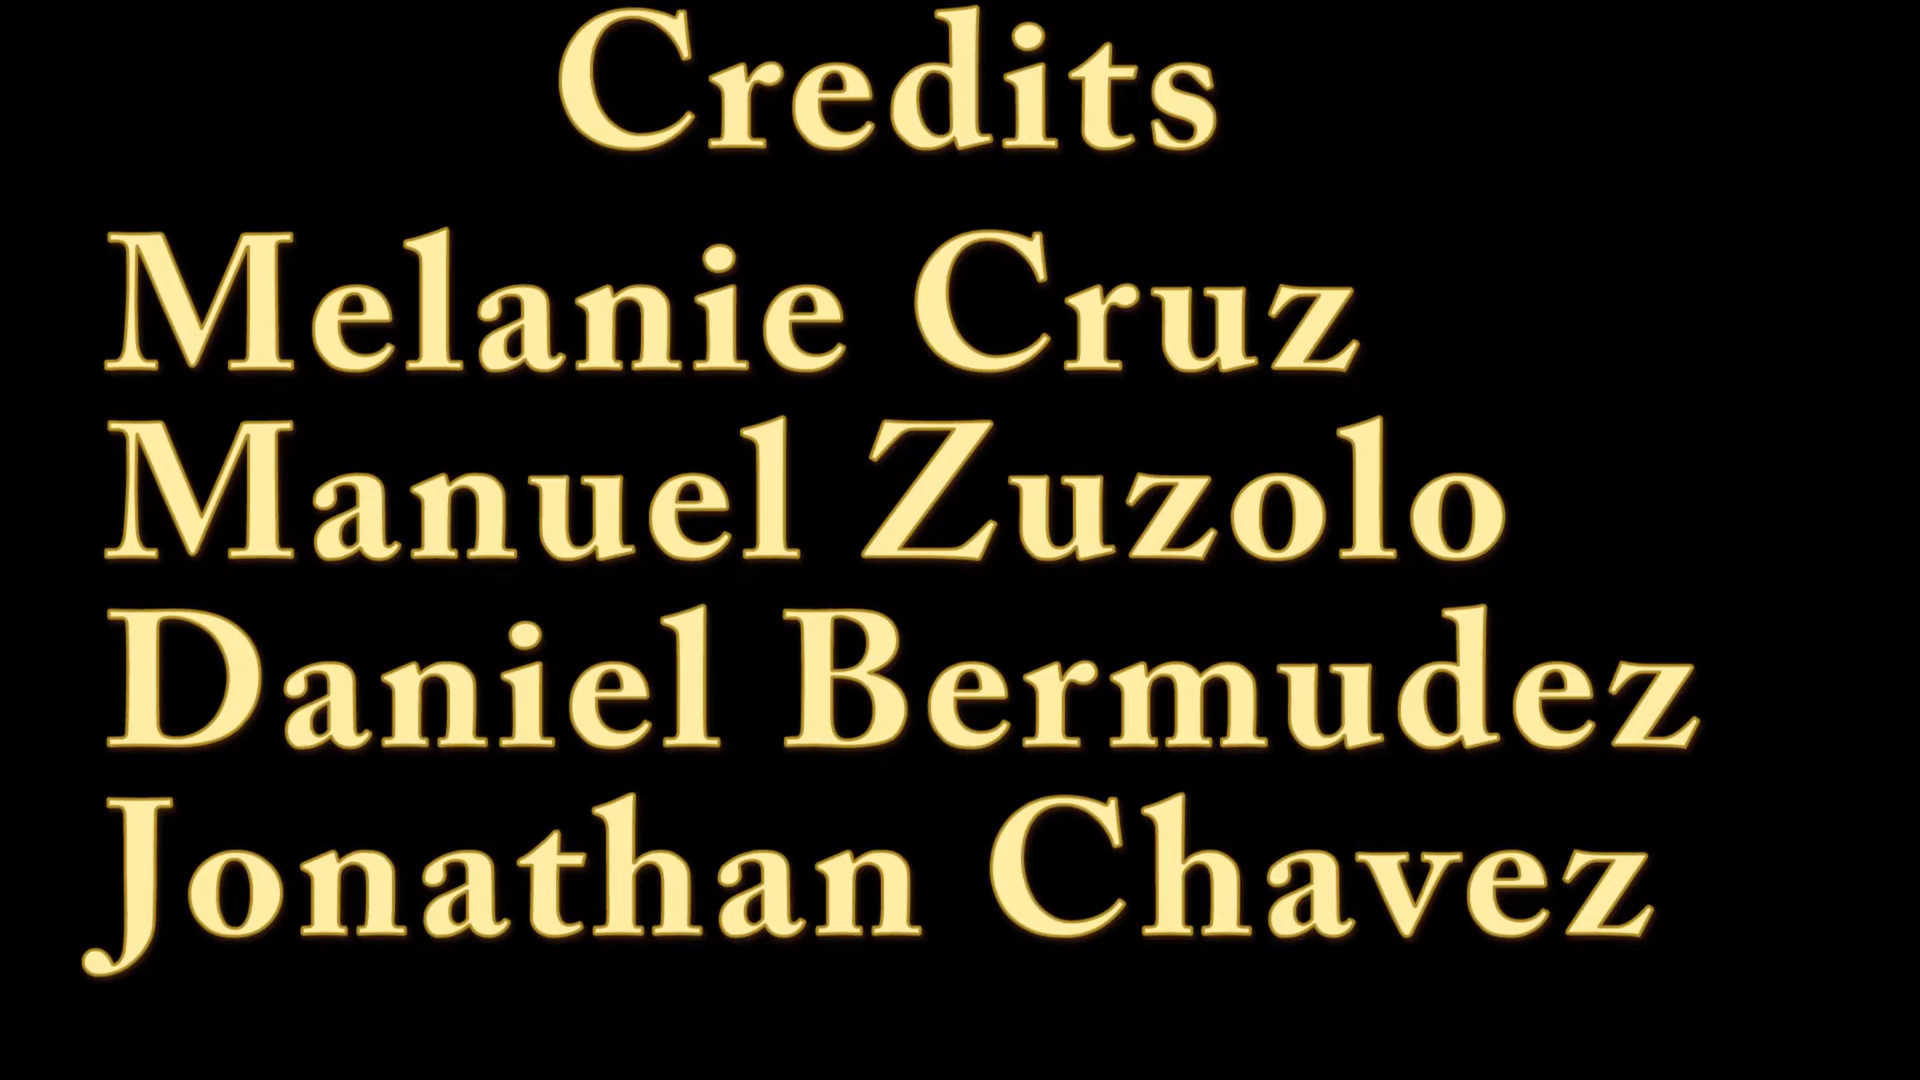 Credits
Melanie Cruz
Manuel Zuzolo
Daniel Bermudez
Jonathan Chavez